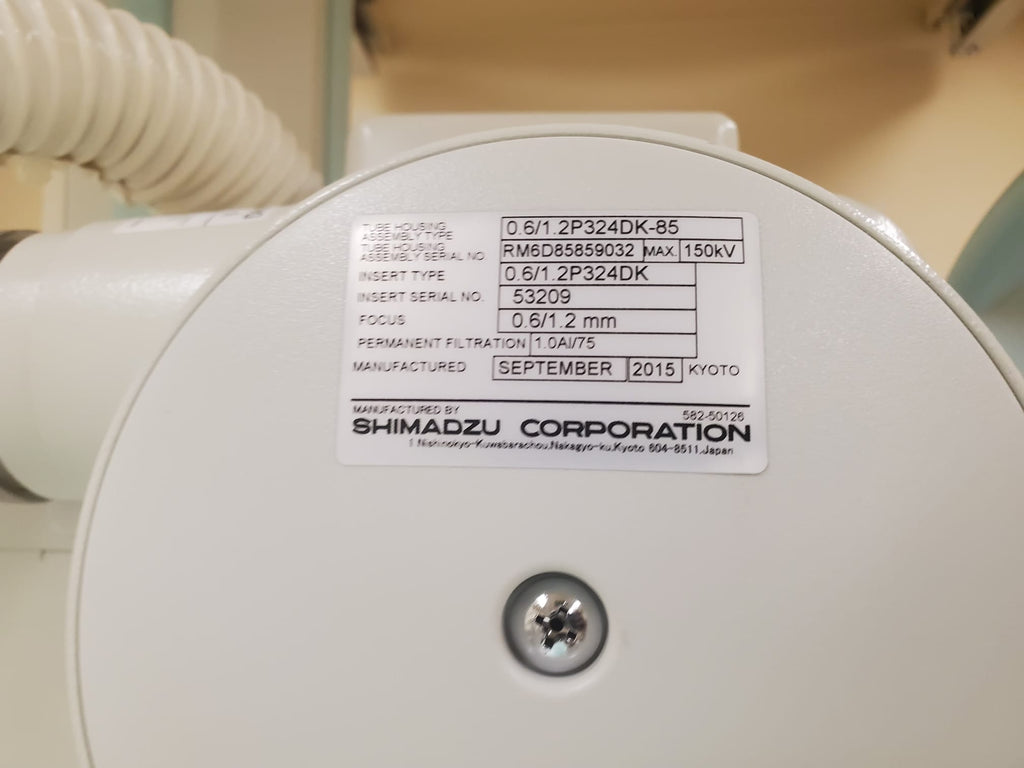 TUBE HOUSING
ASSEMBLY TYPE 0.6/1.2P324DK-85
TUBE HOUSING
ASSEMBLY SERIAL NO RM6D85859032 MAX. 150kV
INSERT TYPE 0.6/1.2P324DK
INSERT SERIAL NO. 53209
FOCUS 0.6/1.2 mm
PERMANENT FILTRATION 1.0Al/75
MANUFACTURED SEPTEMBER 2015 KYOTO
MANUFACTURED BY 582-50126
SHIMADZU CORPORATION
1 Nishinokyo-Kuwabarachou,Nakagyo-ku,Kyoto 604-8511,Japan